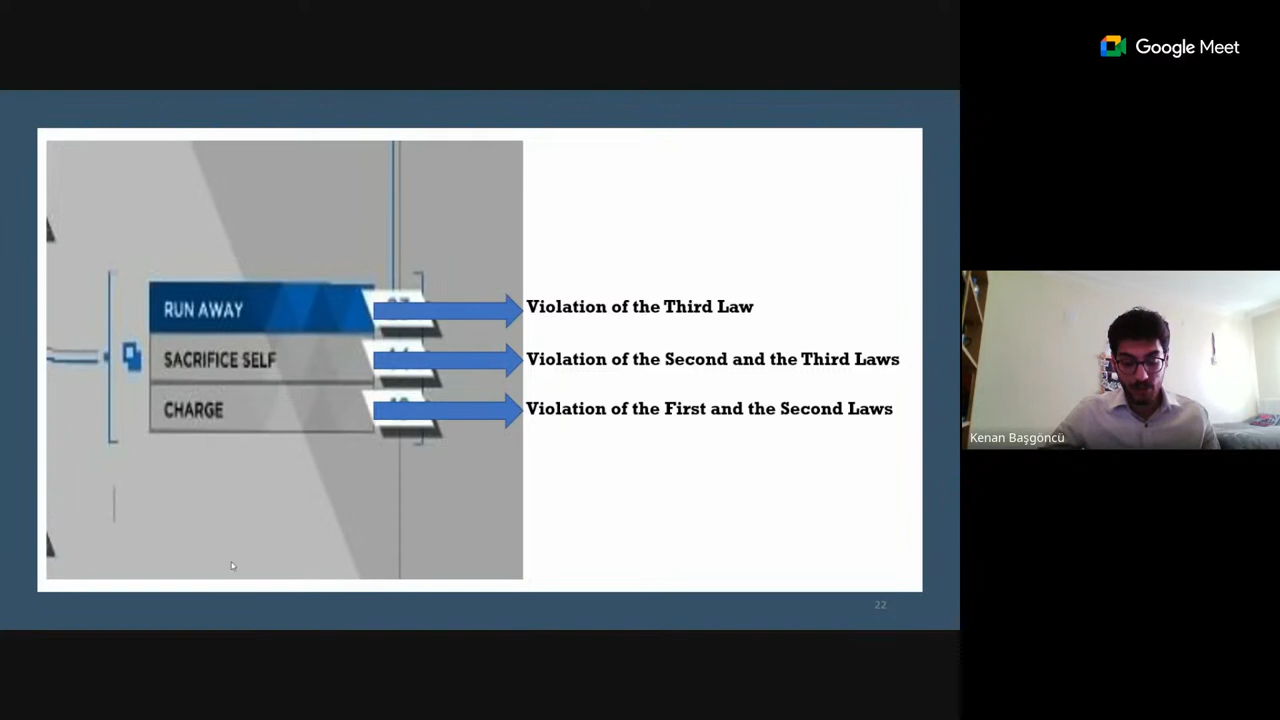 Google Meet
RUN AWAY
Violation of the Third Law
SACRIFICE SELF
Violation of the Second and the Third Laws
CHARGE
Violation of the First and the Second Laws
Kenan Başgöncü
22